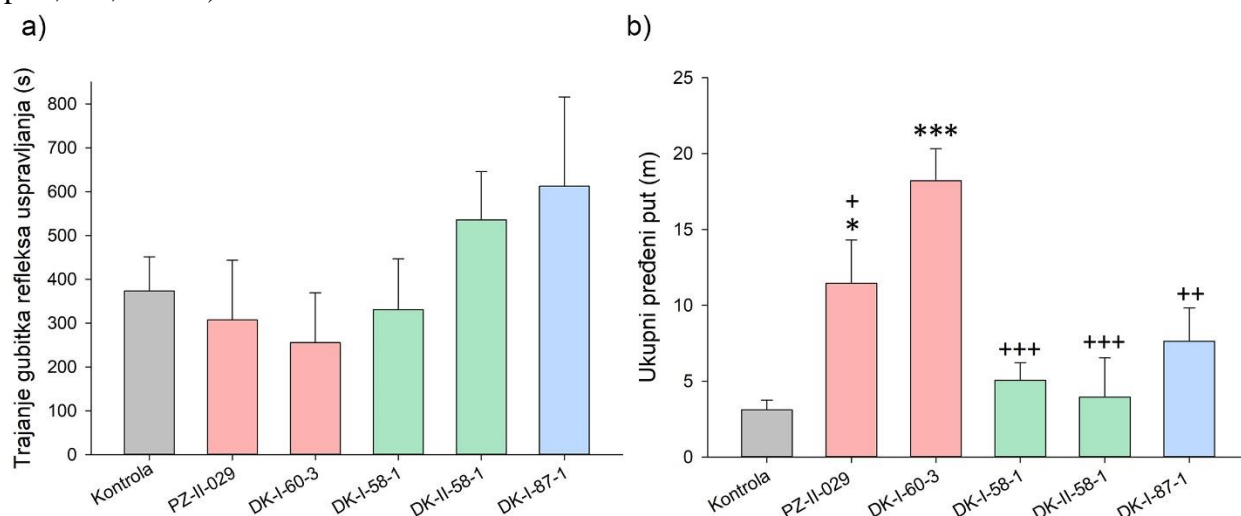 a)
Trajanje gubitka refleksa uspravljanja (s)
800
700
600
500
400
300
200
100
0
Kontrola
PZ-II-029
DK-I-60-3
DK-I-58-1
DK-II-58-1
DK-I-87-1
b)
Ukupni pređeni put (m)
25
20
15
10
5
0
+
*
***
+++
+++
++
Kontrola
PZ-II-029
DK-I-60-3
DK-I-58-1
DK-II-58-1
DK-I-87-1